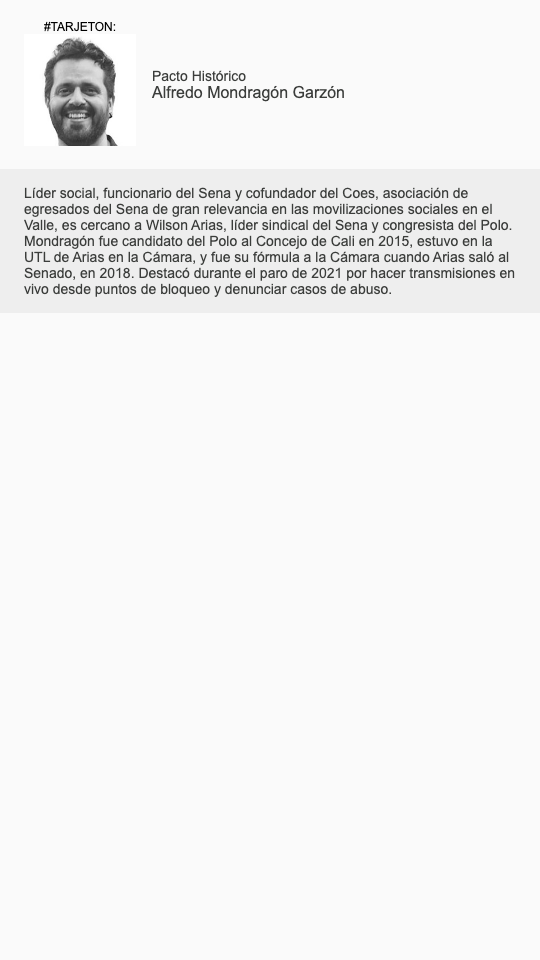 #TARJETON:
Pacto Histórico
Alfredo Mondragón Garzón
Líder social, funcionario del Sena y cofundador del Coes, asociación de
egresados del Sena de gran relevancia en las movilizaciones sociales en el
Valle, es cercano a Wilson Arias, líder sindical del Sena y congresista del Polo.
Mondragón fue candidato del Polo al Concejo de Cali en 2015, estuvo en la
UTL de Arias en la Cámara, y fue su fórmula a la Cámara cuando Arias saló al
Senado, en 2018. Destacó durante el paro de 2021 por hacer transmisiones en
vivo desde puntos de bloqueo y denunciar casos de abuso.